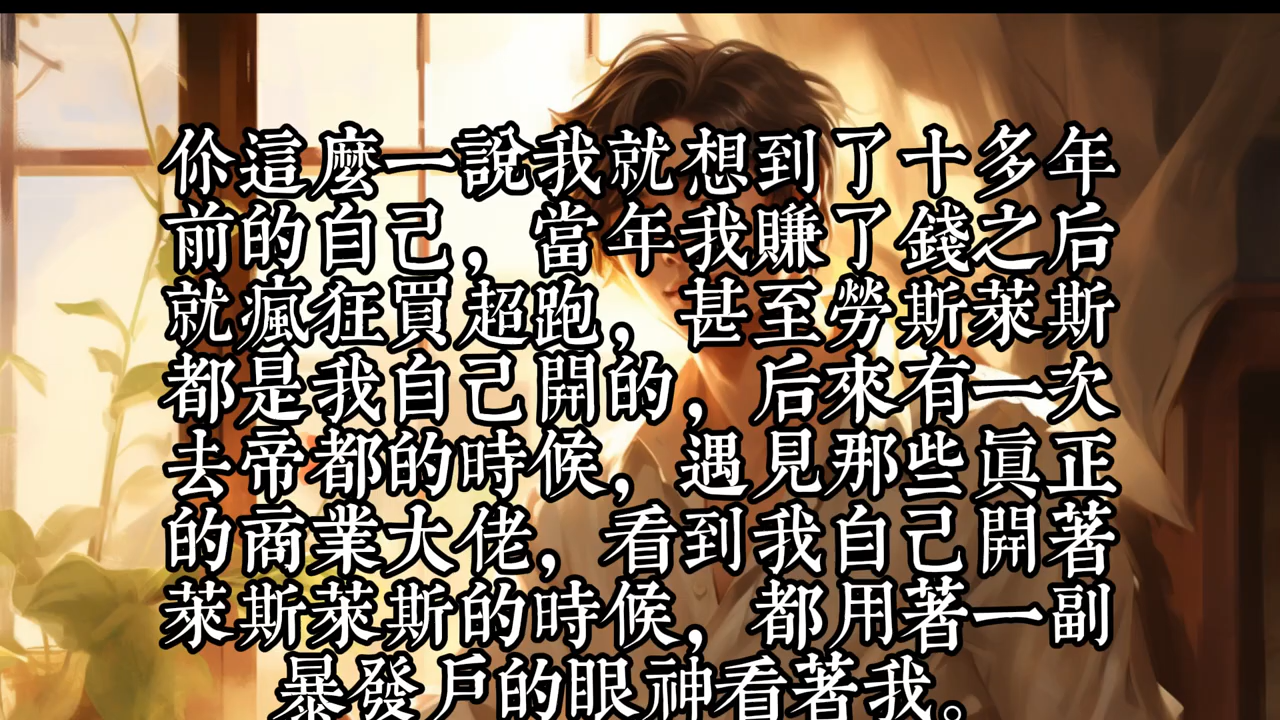 你這麼一說我就想到了十多年
前的自己，當年我賺了錢之后
就瘋狂買超跑，甚至勞斯萊斯
都是我自己開的，后來有一次
去帝都的時候，遇見那些眞正
的商業大佬，看到我自己開著
萊斯萊斯的時候，都用著一副
暴發戶的眼神看著我。